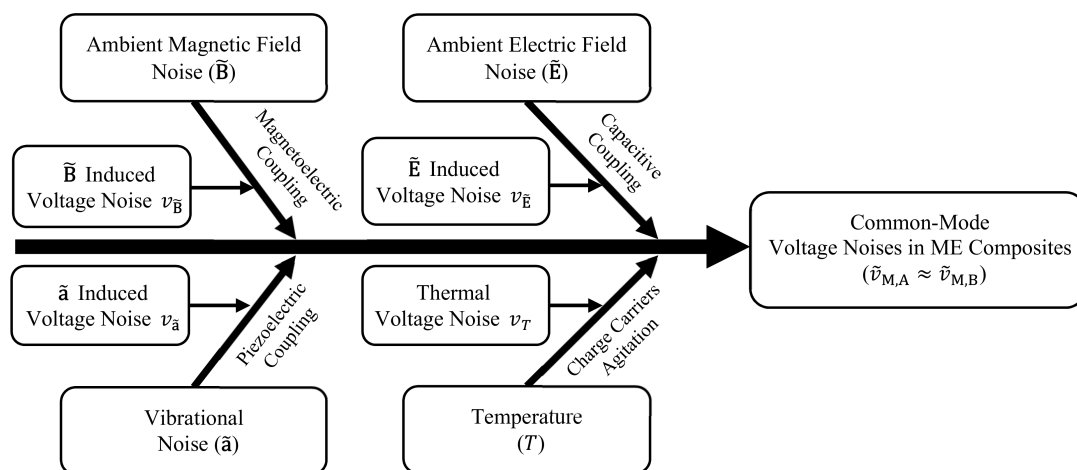 Ambient Magnetic Field
Noise (B̃)
Ambient Electric Field
Noise (Ẽ)
Magnetoelectric
Coupling
Capacitive
Coupling
B̃ Induced
Voltage Noise v_B̃
Ẽ Induced
Voltage Noise v_Ẽ
Common-Mode
Voltage Noises in ME Composites
(ṽ_M,A ≈ ṽ_M,B)
ã Induced
Voltage Noise v_ã
Thermal
Voltage Noise v_T
Piezoelectric
Coupling
Charge Carriers
Agitation
Vibrational
Noise (ã)
Temperature
(T)